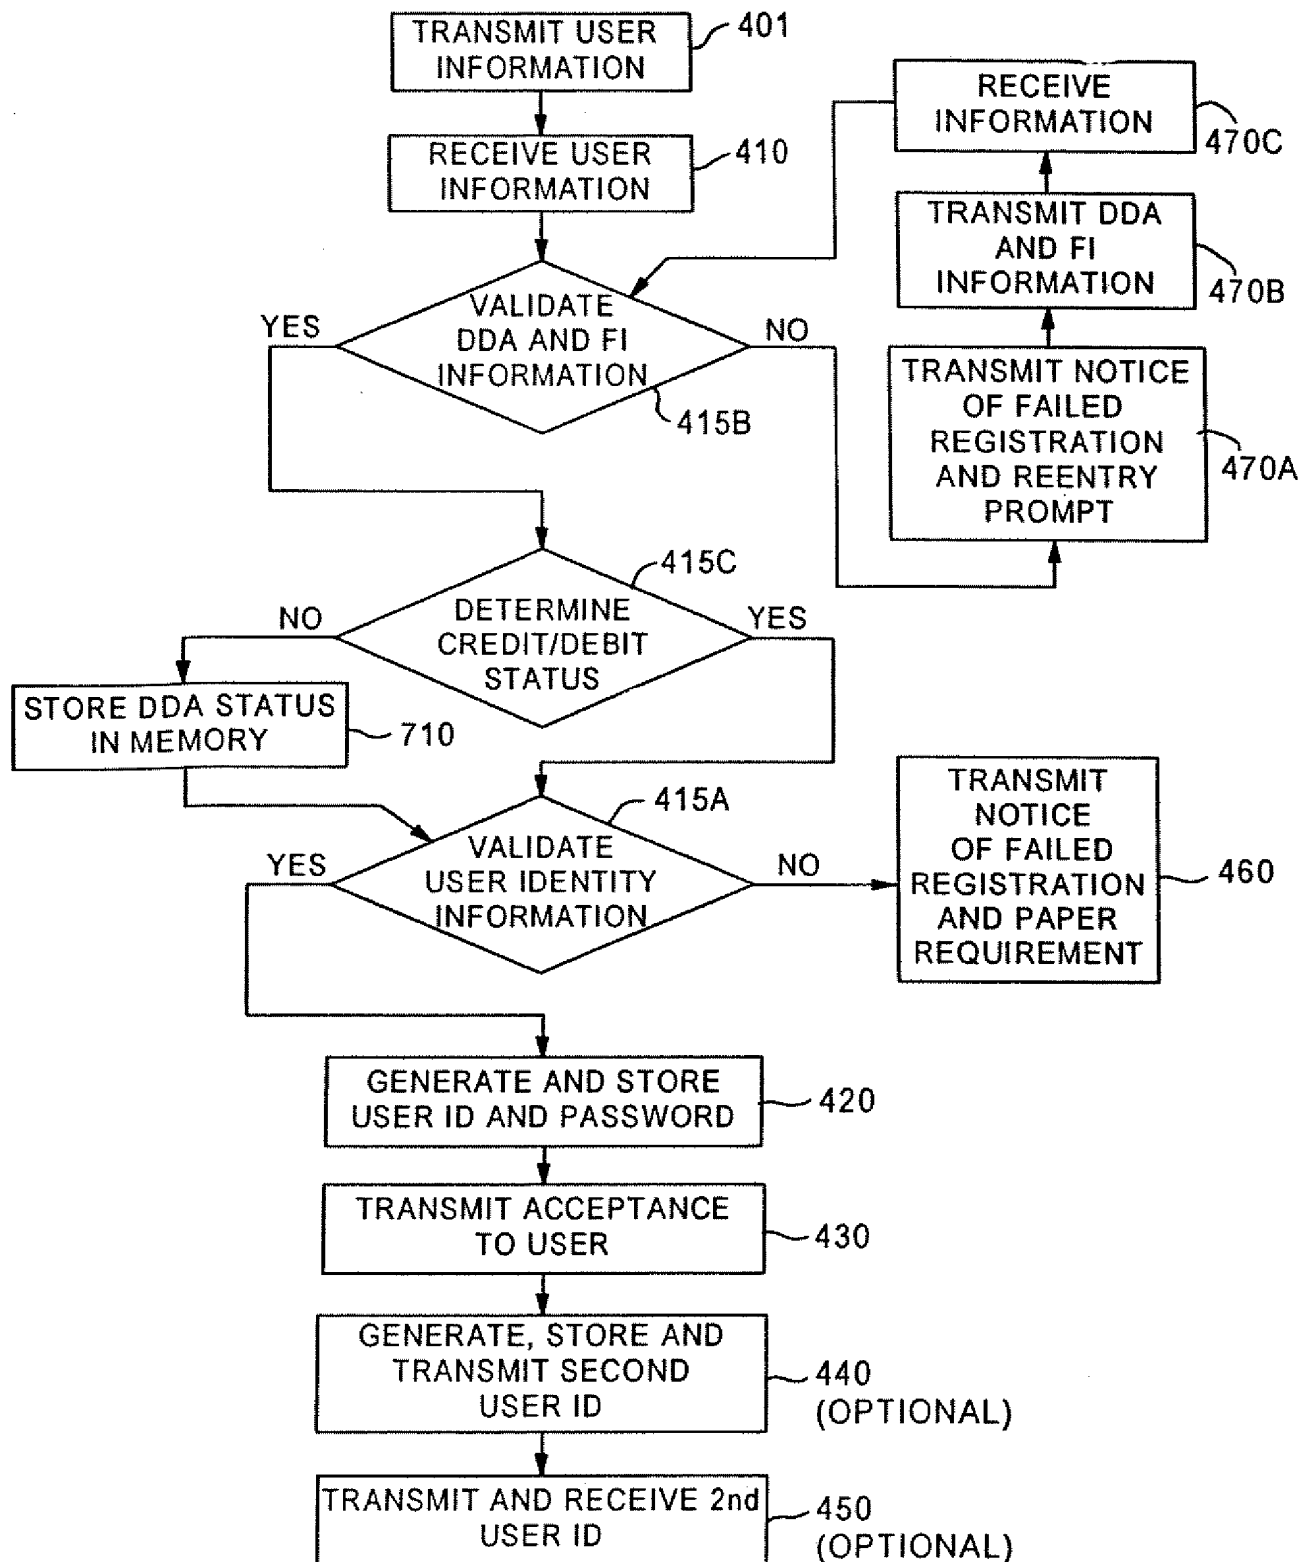 TRANSMIT USER
INFORMATION
401
RECEIVE USER
INFORMATION
410
RECEIVE
INFORMATION
470C
TRANSMIT DDA
AND FI
INFORMATION
470B
TRANSMIT NOTICE
OF FAILED
REGISTRATION
AND REENTRY
PROMPT
470A
YES
VALIDATE
DDA AND FI
INFORMATION
NO
415B
415C
NO
DETERMINE
CREDIT/DEBIT
STATUS
YES
STORE DDA STATUS
IN MEMORY
710
415A
YES
VALIDATE
USER IDENTITY
INFORMATION
NO
TRANSMIT
NOTICE
OF FAILED
REGISTRATION
AND PAPER
REQUIREMENT
460
GENERATE AND STORE
USER ID AND PASSWORD
420
TRANSMIT ACCEPTANCE
TO USER
430
GENERATE, STORE AND
TRANSMIT SECOND
USER ID
440
(OPTIONAL)
TRANSMIT AND RECEIVE 2nd
USER ID
450
(OPTIONAL)